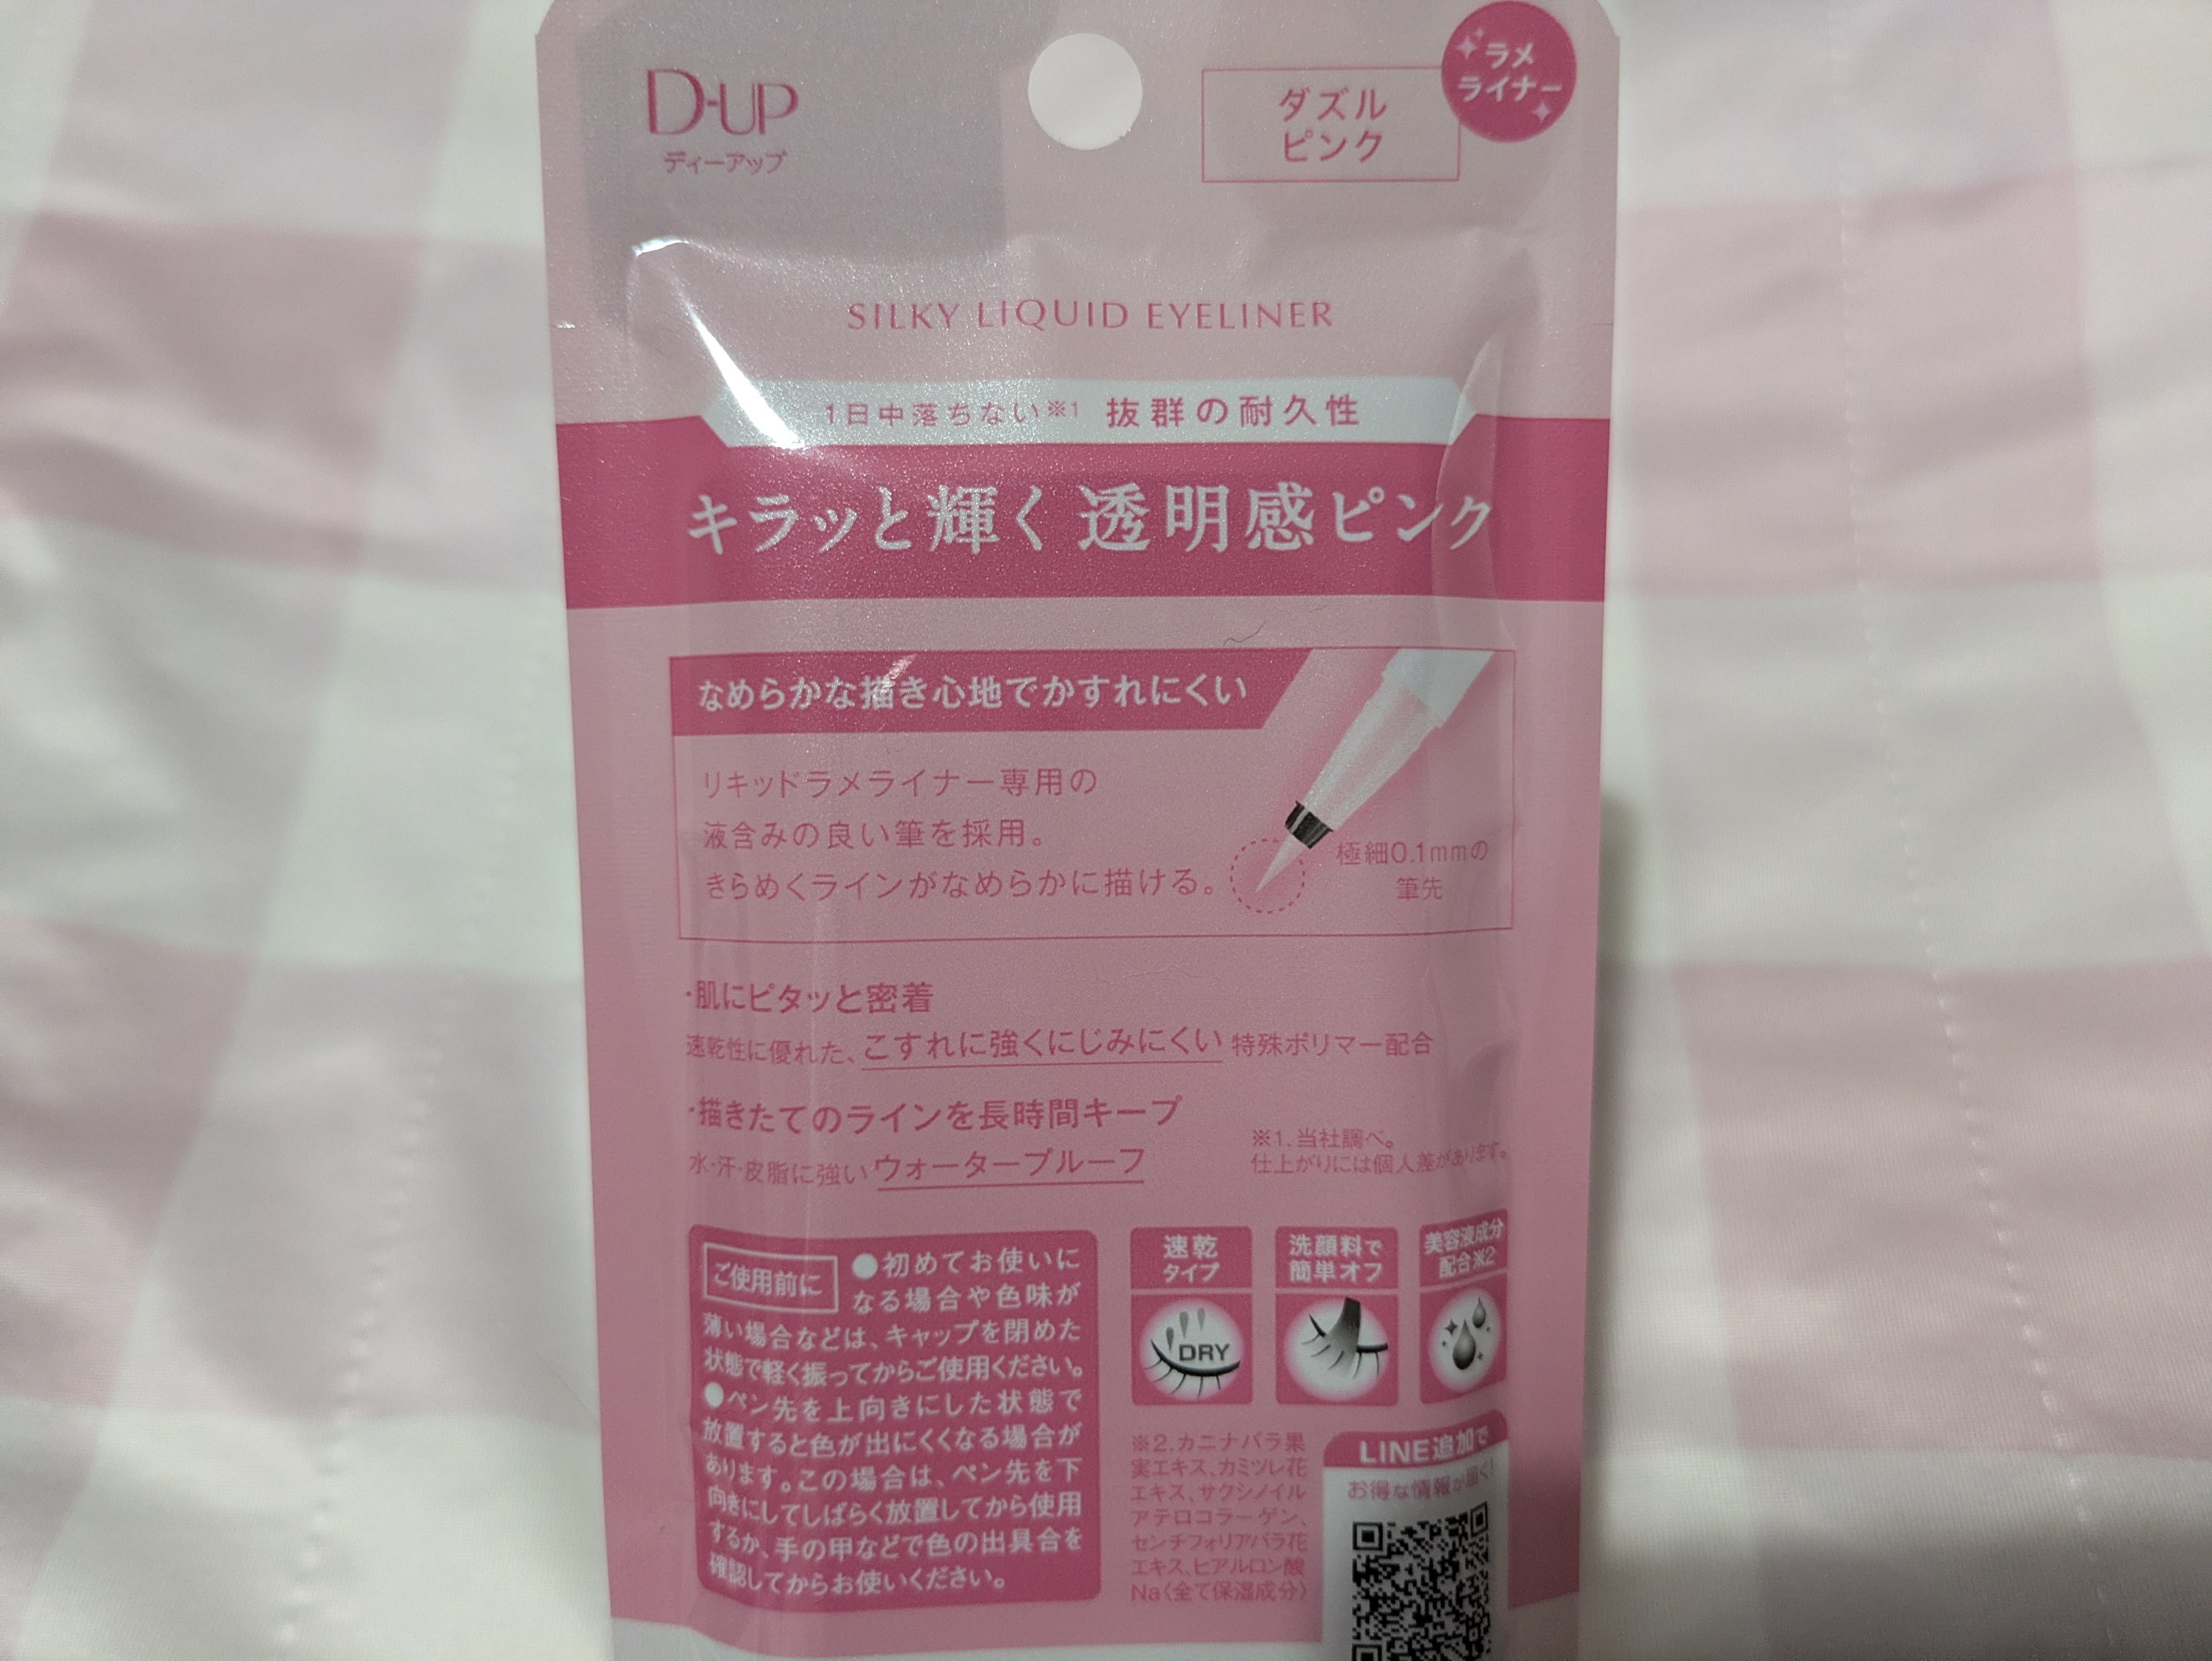 D-UP
ディーアップ
ダズル
ピンク
ラメ
ライナー
SILKY LIQUID EYELINER
1日中落ちない※1 抜群の耐久性
キラッと輝く透明感ピンク
なめらかな描き心地でかすれにくい
リキッドラメライナー専用の
液含みの良い筆を採用。
きらめくラインがなめらかに描ける。
極細0.1mmの
筆先
・肌にピタッと密着
速乾性に優れた、こすれに強くにじみにくい 特殊ポリマー配合
・描きたてのラインを長時間キープ
水・汗・皮脂に強いウォータープルーフ
※1.当社調べ。
仕上がりには個人差があります。
ご使用前に
●初めてお使いに
なる場合や色味が
薄い場合などは、キャップを閉めた
状態で軽く振ってからご使用ください。
●ペン先を上向きにした状態で
放置すると色が出にくくなる場合が
あります。この場合は、ペン先を下
向きにしてしばらく放置してから使用
するか、手の甲などで色の出具合を
確認してからお使いください。
速乾
タイプ
DRY
洗顔料で
簡単オフ
美容液成分
配合※2
※2.カニナバラ果
実エキス、カミツレ花
エキス、サクシノイル
アテロコラーゲン、
センチフォリアバラ花
エキス、ヒアルロン酸
Na(全て保湿成分)
LINE追加で
お得な情報が届く!